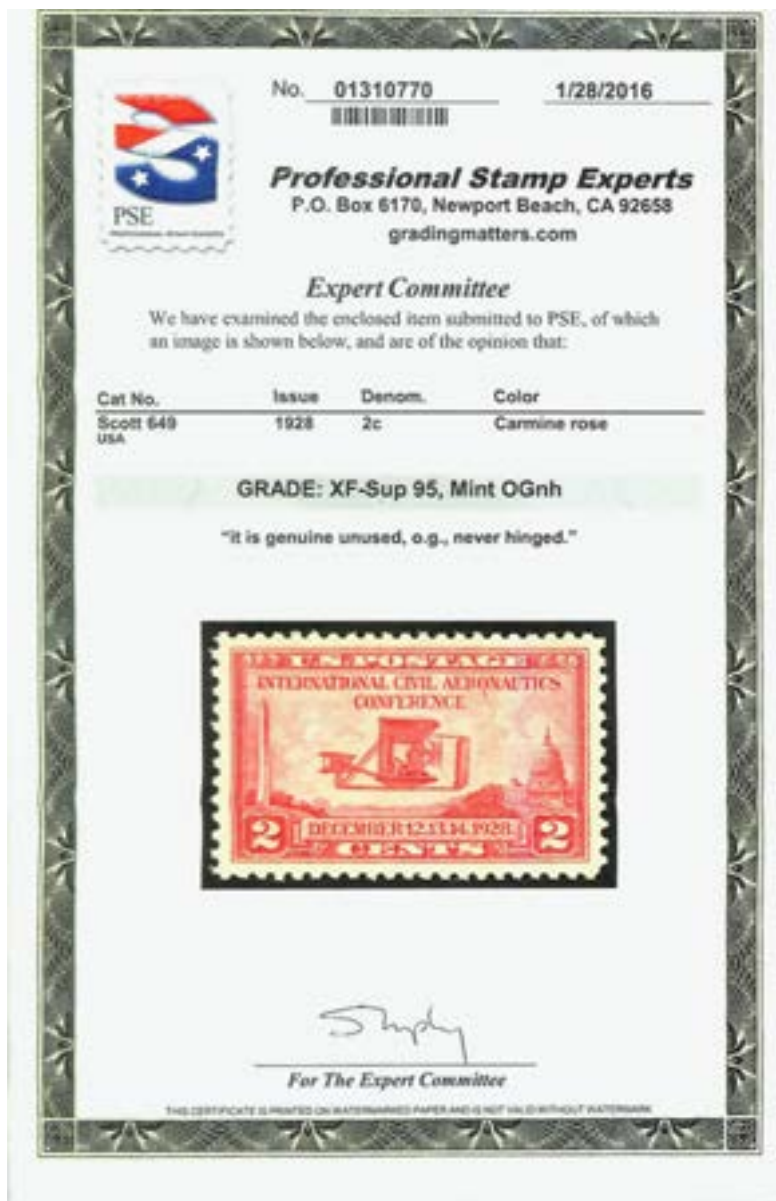 No. 01310770 1/28/2016
PSE
Professional Stamp Experts
P.O. Box 6170, Newport Beach, CA 92658
gradingmatters.com
Expert Committee
We have examined the enclosed item submitted to PSE, of which
an image is shown below, and are of the opinion that:
Cat No. Issue Denom. Color
Scott 649 1928 2c Carmine rose
USA
GRADE: XF-Sup 95, Mint OGnh
"it is genuine unused, o.g., never hinged."
U.S. POSTAGE
INTERNATIONAL CIVIL AERONAUTICS
CONFERENCE
2 DECEMBER 12.13.14.1928 2
CENTS
For The Expert Committee
THIS CERTIFICATE IS PRINTED ON WATERMARKED PAPER AND IS NOT VALID WITHOUT WATERMARK